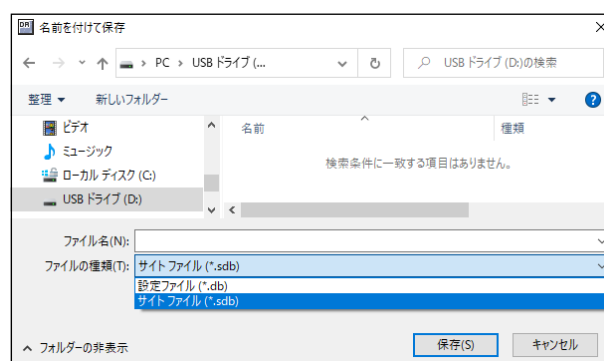 名前を付けて保存
PC › USB ドライブ (...
USB ドライブ (D:)の検索
整理
新しいフォルダー
ビデオ
ミュージック
ローカル ディスク (C:)
USB ドライブ (D:)
名前
種類
検索条件に一致する項目はありません。
ファイル名(N):
ファイルの種類(T): サイト ファイル (*.sdb)
設定ファイル (*.db)
サイト ファイル (*.sdb)
フォルダーの非表示
保存(S)
キャンセル